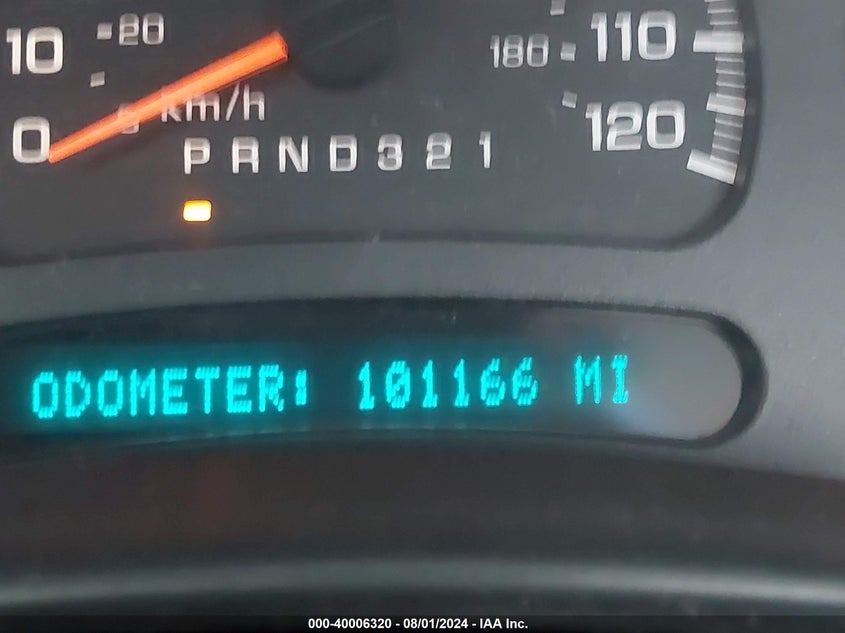 10 20
180 110
0 km/h
120
P R N D 3 2 1
ODOMETER: 101166 MI
000-40006320 - 08/01/2024 - IAA Inc.